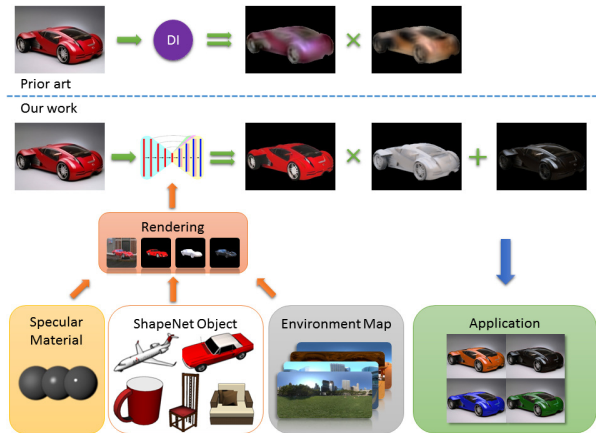 DI
Prior art
Our work
Rendering
Specular
Material
ShapeNet Object
Environment Map
Application